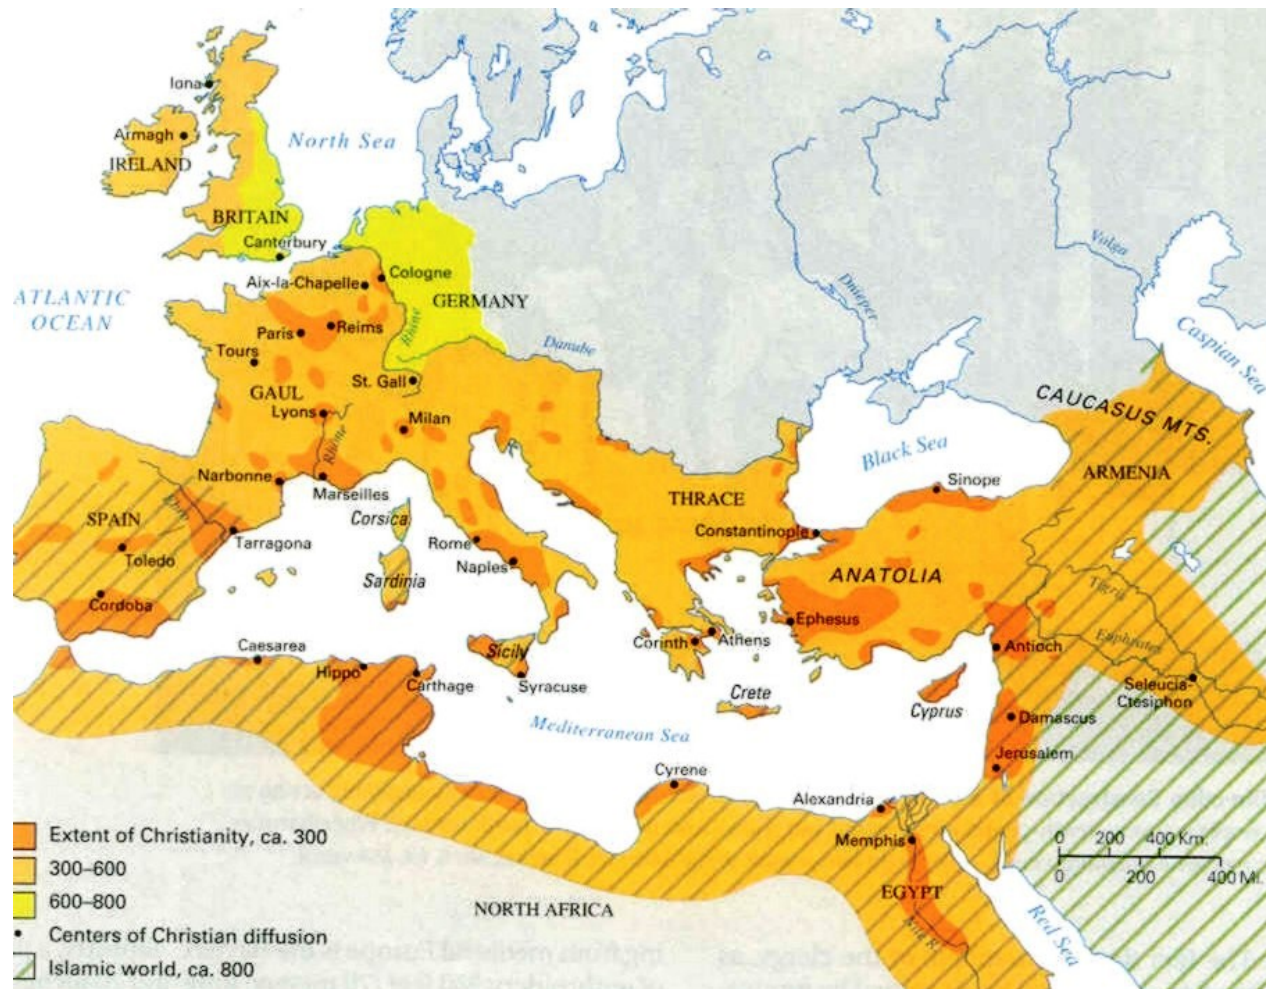 Iona
Armagh
IRELAND
North Sea
BRITAIN
Canterbury
ATLANTIC
OCEAN
Aix-la-Chapelle
Cologne
GERMANY
Rhine
Paris
Reims
Tours
GAUL
St. Gall
Lyons
Milan
Danube
Dnieper
Volga
Caspian Sea
CAUCASUS MTS.
Black Sea
ARMENIA
Sinope
Narbonne
Rhine
Marseilles
Corsica
SPAIN
Toledo
Tarragona
Cordoba
Sardinia
Rome
Naples
THRACE
Constantinople
ANATOLIA
Tigris
Euphrates
Ephesus
Corinth
Athens
Antioch
Seleucia-
Ctesiphon
Caesarea
Hippo
Carthage
Sicily
Syracuse
Crete
Cyprus
Damascus
Jerusalem
Mediterranean Sea
Cyrene
Alexandria
Memphis
EGYPT
Nile R.
Red Sea
NORTH AFRICA
0 200 400 Km.
0 200 400 Mi.
Extent of Christianity, ca. 300
300–600
600–800
Centers of Christian diffusion
Islamic world, ca. 800